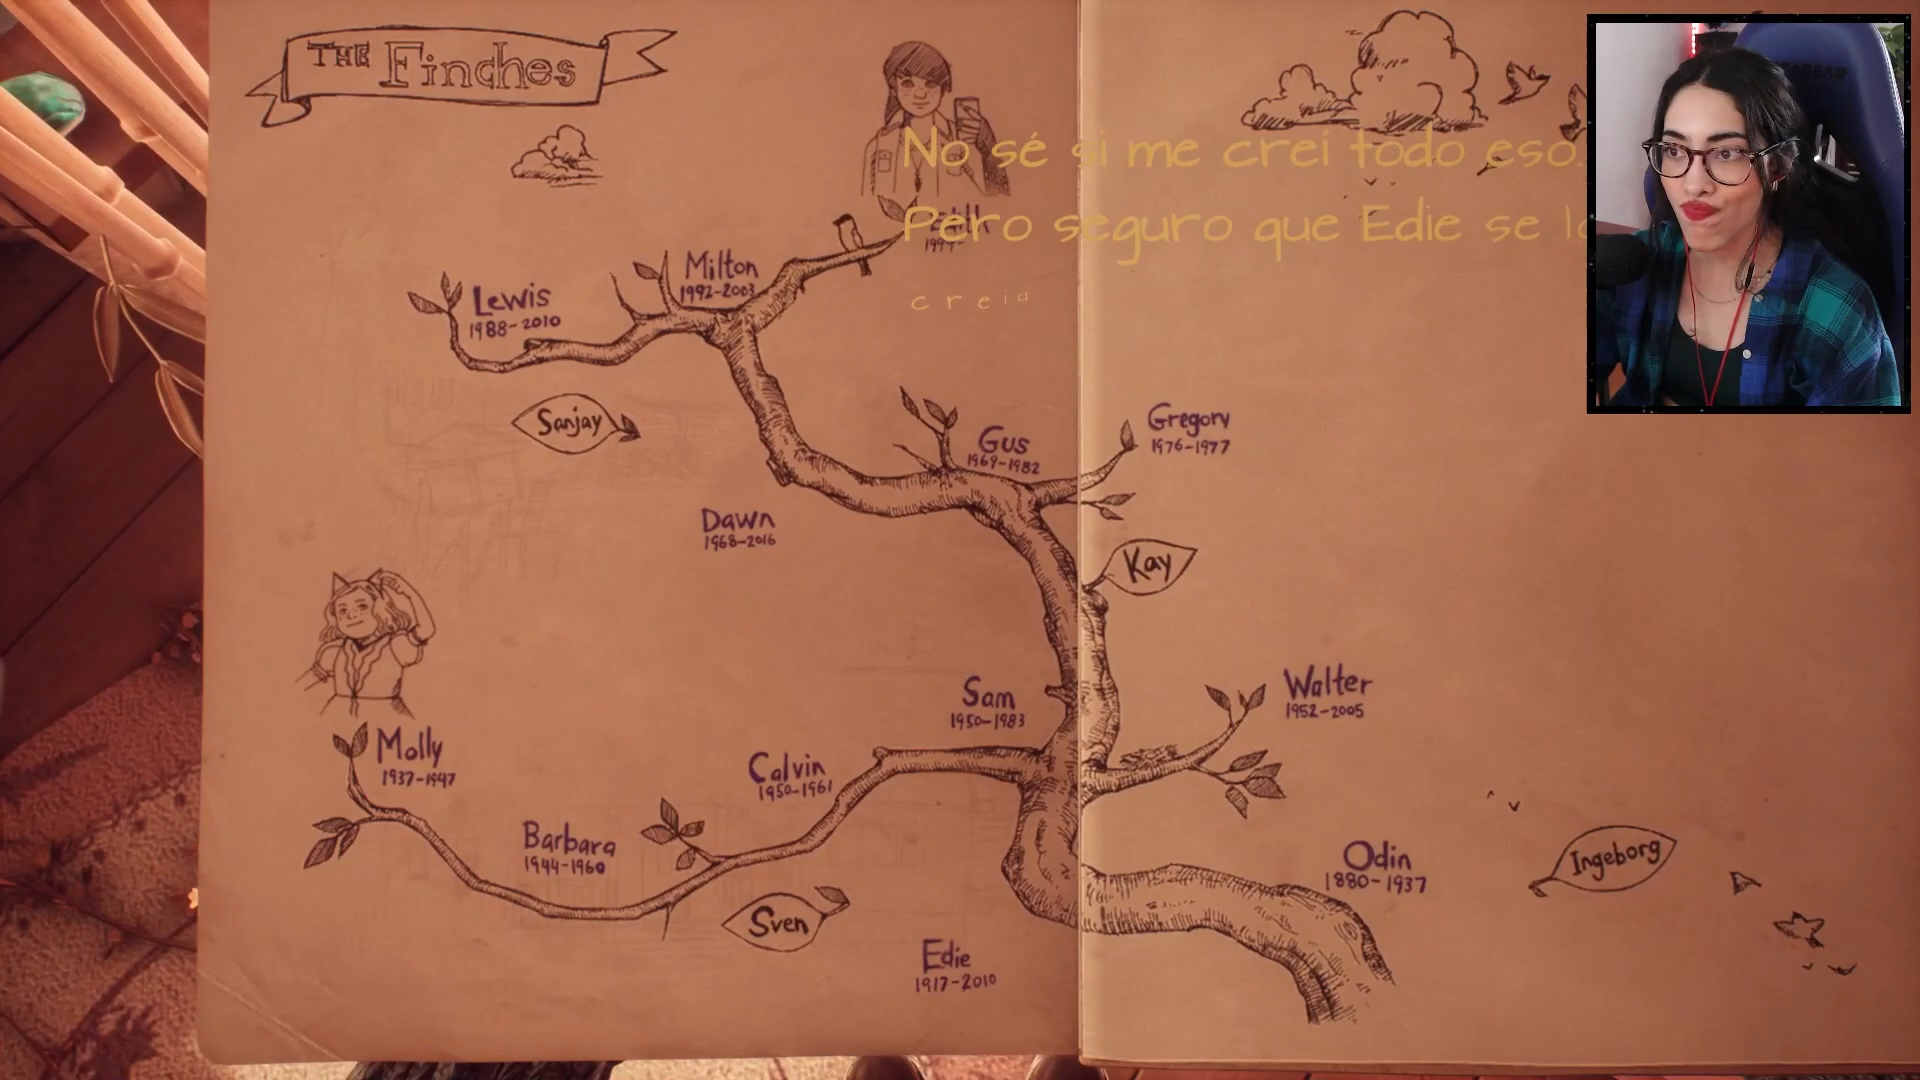 THE Finches
No sé si me creí todo eso.
Pero seguro que Edie se lo
creía
Milton
1992-2003
Lewis
1988-2010
Sanjay
Gus
1969-1982
Gregory
1976-1977
Dawn
1968-2016
Kay
Sam
1950-1983
Walter
1952-2005
Molly
1937-1947
Calvin
1950-1961
Barbara
1944-1960
Sven
Odin
1880-1937
Ingeborg
Edie
1917-2010